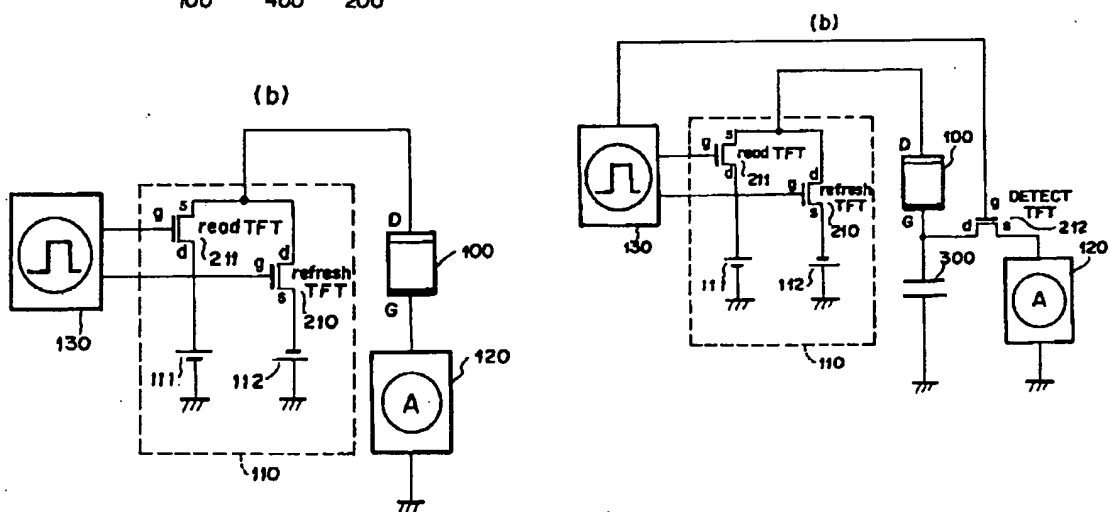 100 400 200
(b)
g
s
read TFT
d
211
d
g
refresh
TFT
s
210
130
111
112
110
D
100
G
120
A
(b)
g
s
read TFT
d
211
d
g
refresh
TFT
s
210
130
11
112
110
D
100
G
g
DETECT
TFT
d
s
212
120
300
A